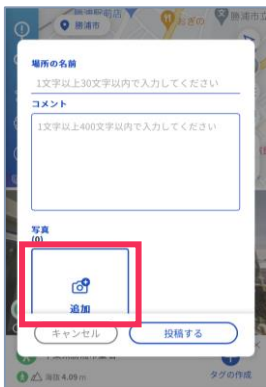 勝浦市
場所の名前
1文字以上30文字以内で入力してください
コメント
1文字以上400文字以内で入力してください
写真
(0)
追加
キャンセル
投稿する
海抜 4.09 m
タグの作成